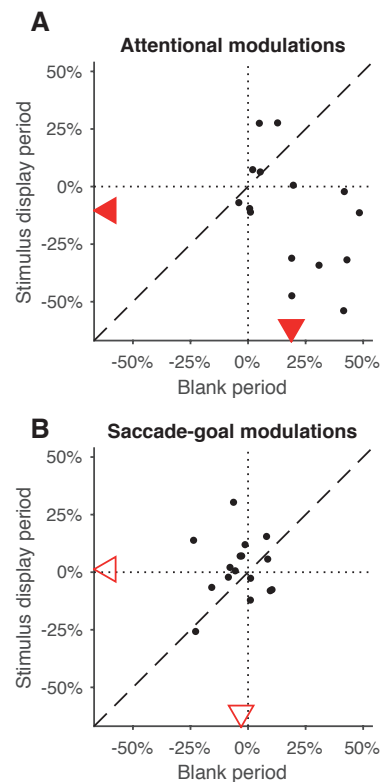 A
Attentional modulations
50%
25%
0%
-25%
-50%
Stimulus display period
-50% -25% 0% 25% 50%
Blank period
B
Saccade-goal modulations
50%
25%
0%
-25%
-50%
Stimulus display period
-50% -25% 0% 25% 50%
Blank period